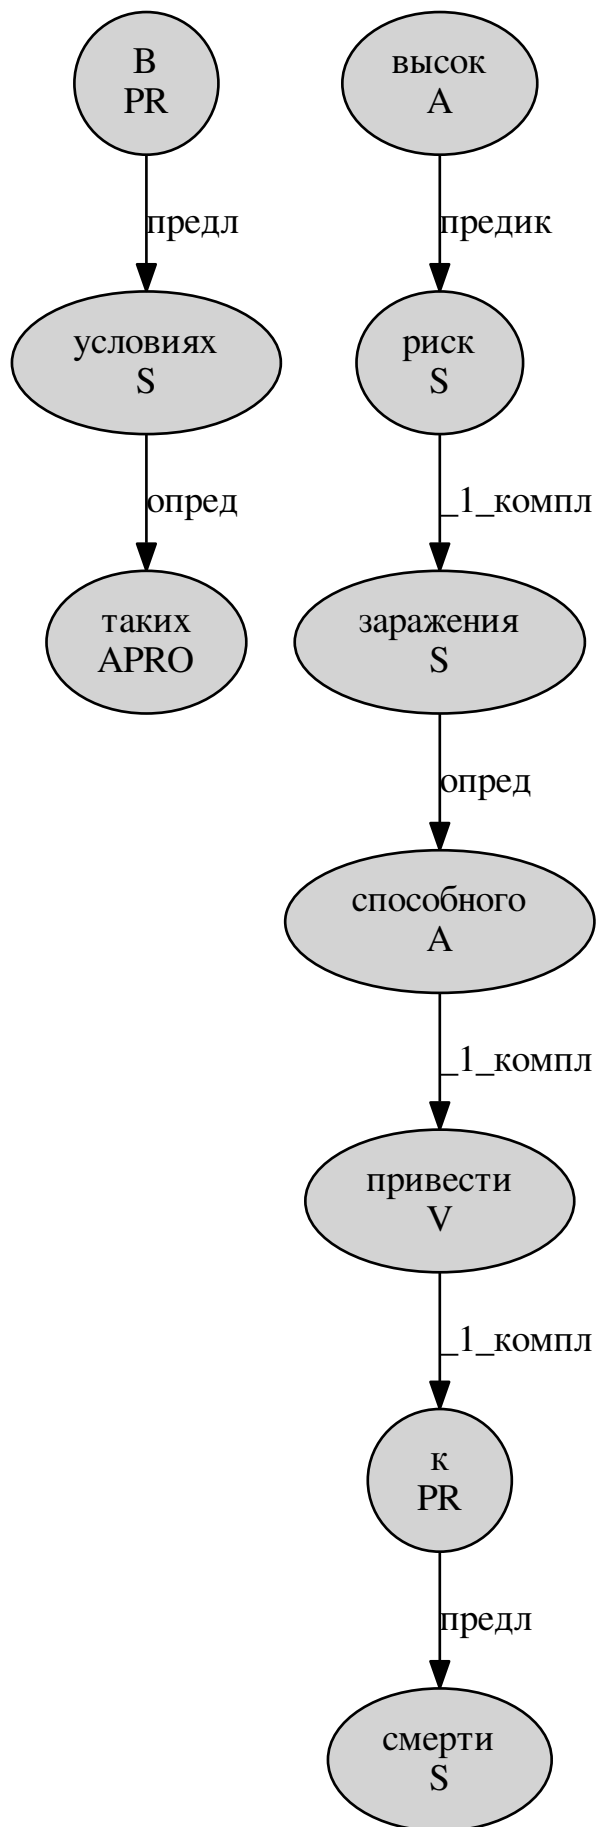 В
PR
предл
условиях
S
опред
таких
APRO
высок
A
предик
риск
S
_1_компл
заражения
S
опред
способного
A
_1_компл
привести
V
_1_компл
к
PR
предл
смерти
S